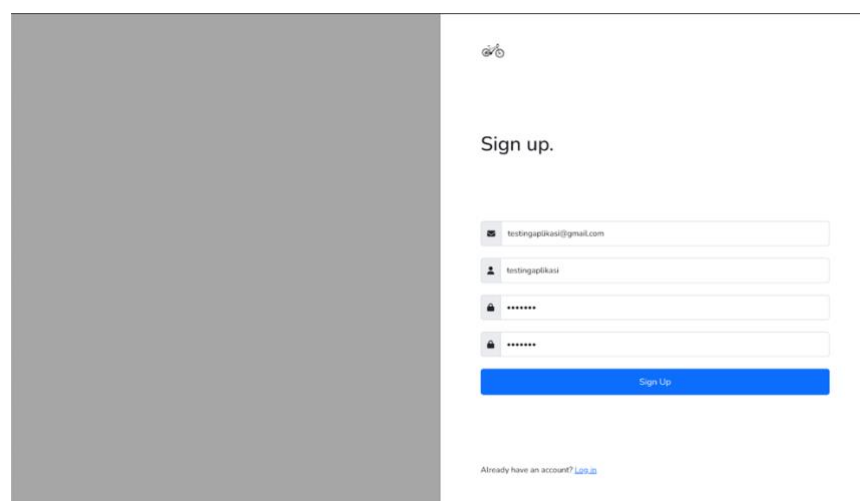 Sign up.
testingaplikasi@gmail.com
testingaplikasi
•••••••
•••••••
Sign Up
Already have an account? Log in